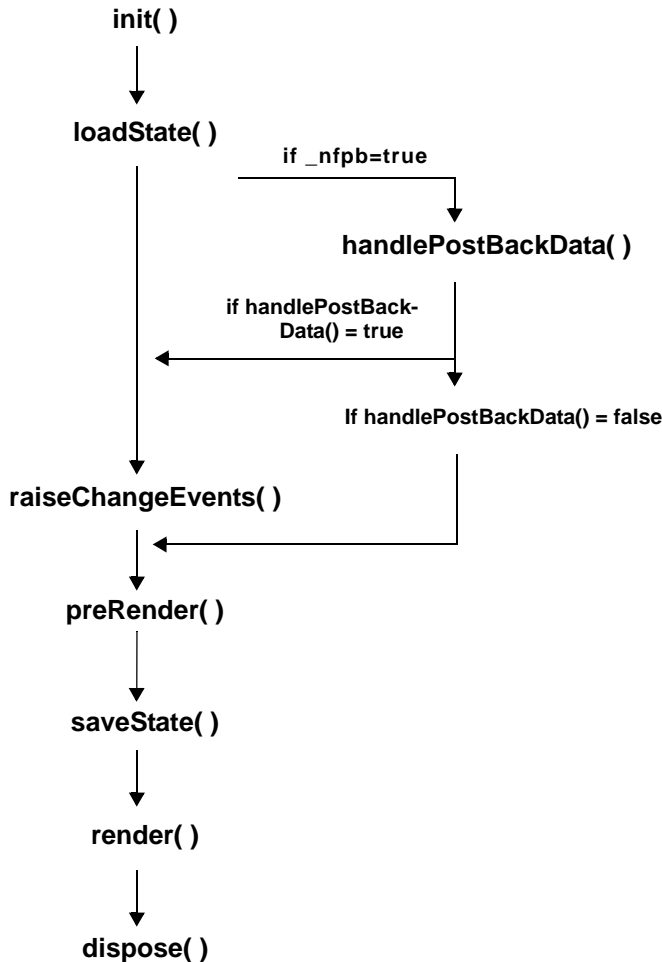 init( )
loadState( )
if _nfpb=true
handlePostBackData( )
if handlePostBack-
Data() = true
If handlePostBackData() = false
raiseChangeEvents( )
preRender( )
saveState( )
render( )
dispose( )